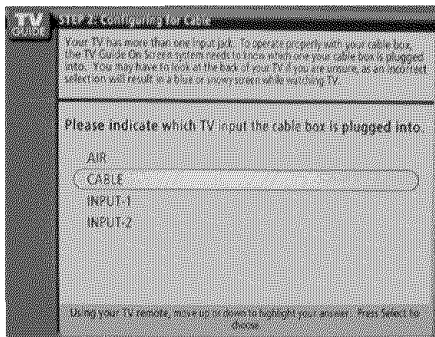 TV
GUIDE
STEP 2: Configuring for Cable
Your TV has more than one input jack. To operate properly with your cable box,
the TV Guide On Screen system needs to know which one your cable box is plugged
into. You may have to look at the back of your TV if you are unsure, as an incorrect
selection will result in a blue or snowy screen while watching TV.
Please indicate which TV input the cable box is plugged into.
AIR
CABLE
INPUT-1
INPUT-2
Using your TV remote, move up or down to highlight your answer. Press Select to
choose.